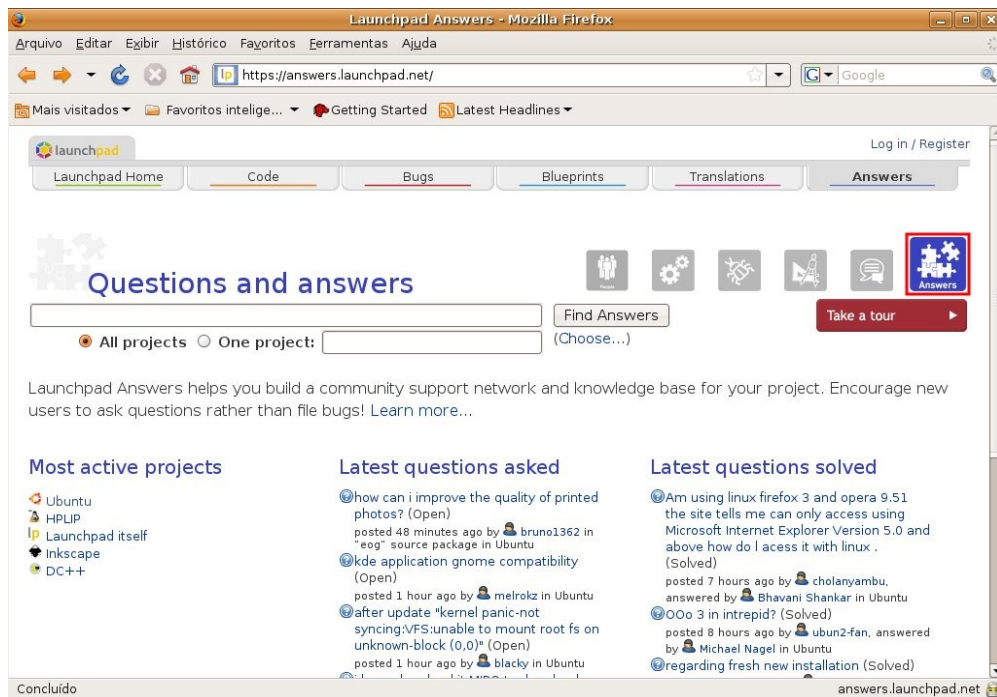 Launchpad Answers - Mozilla Firefox
Arquivo Editar Exibir Histórico Favoritos Ferramentas Ajuda
lp https://answers.launchpad.net/
G Google
Mais visitados Favoritos intelige... Getting Started Latest Headlines
launchpad
Log in / Register
Launchpad Home Code Bugs Blueprints Translations Answers
Questions and answers
People
Answers
Find Answers
Take a tour
All projects One project:
(Choose...)
Launchpad Answers helps you build a community support network and knowledge base for your project. Encourage new
users to ask questions rather than file bugs! Learn more...
Most active projects
Ubuntu
HPLIP
lp Launchpad itself
Inkscape
DC++
Latest questions asked
how can i improve the quality of printed
photos? (Open)
posted 48 minutes ago by bruno1362 in
"eog" source package in Ubuntu
kde application gnome compatibility
(Open)
posted 1 hour ago by melrokz in Ubuntu
after update "kernel panic-not
syncing:VFS:unable to mount root fs on
unknown-block (0,0)" (Open)
posted 1 hour ago by blacky in Ubuntu
Latest questions solved
Am using linux firefox 3 and opera 9.51
the site tells me can only access using
Microsoft Internet Explorer Version 5.0 and
above how do I acess it with linux .
(Solved)
posted 7 hours ago by cholanyambu,
answered by Bhavani Shankar in Ubuntu
OOo 3 in intrepid? (Solved)
posted 8 hours ago by ubun2-fan, answered
by Michael Nagel in Ubuntu
regarding fresh new installation (Solved)
Concluído
answers.launchpad.net